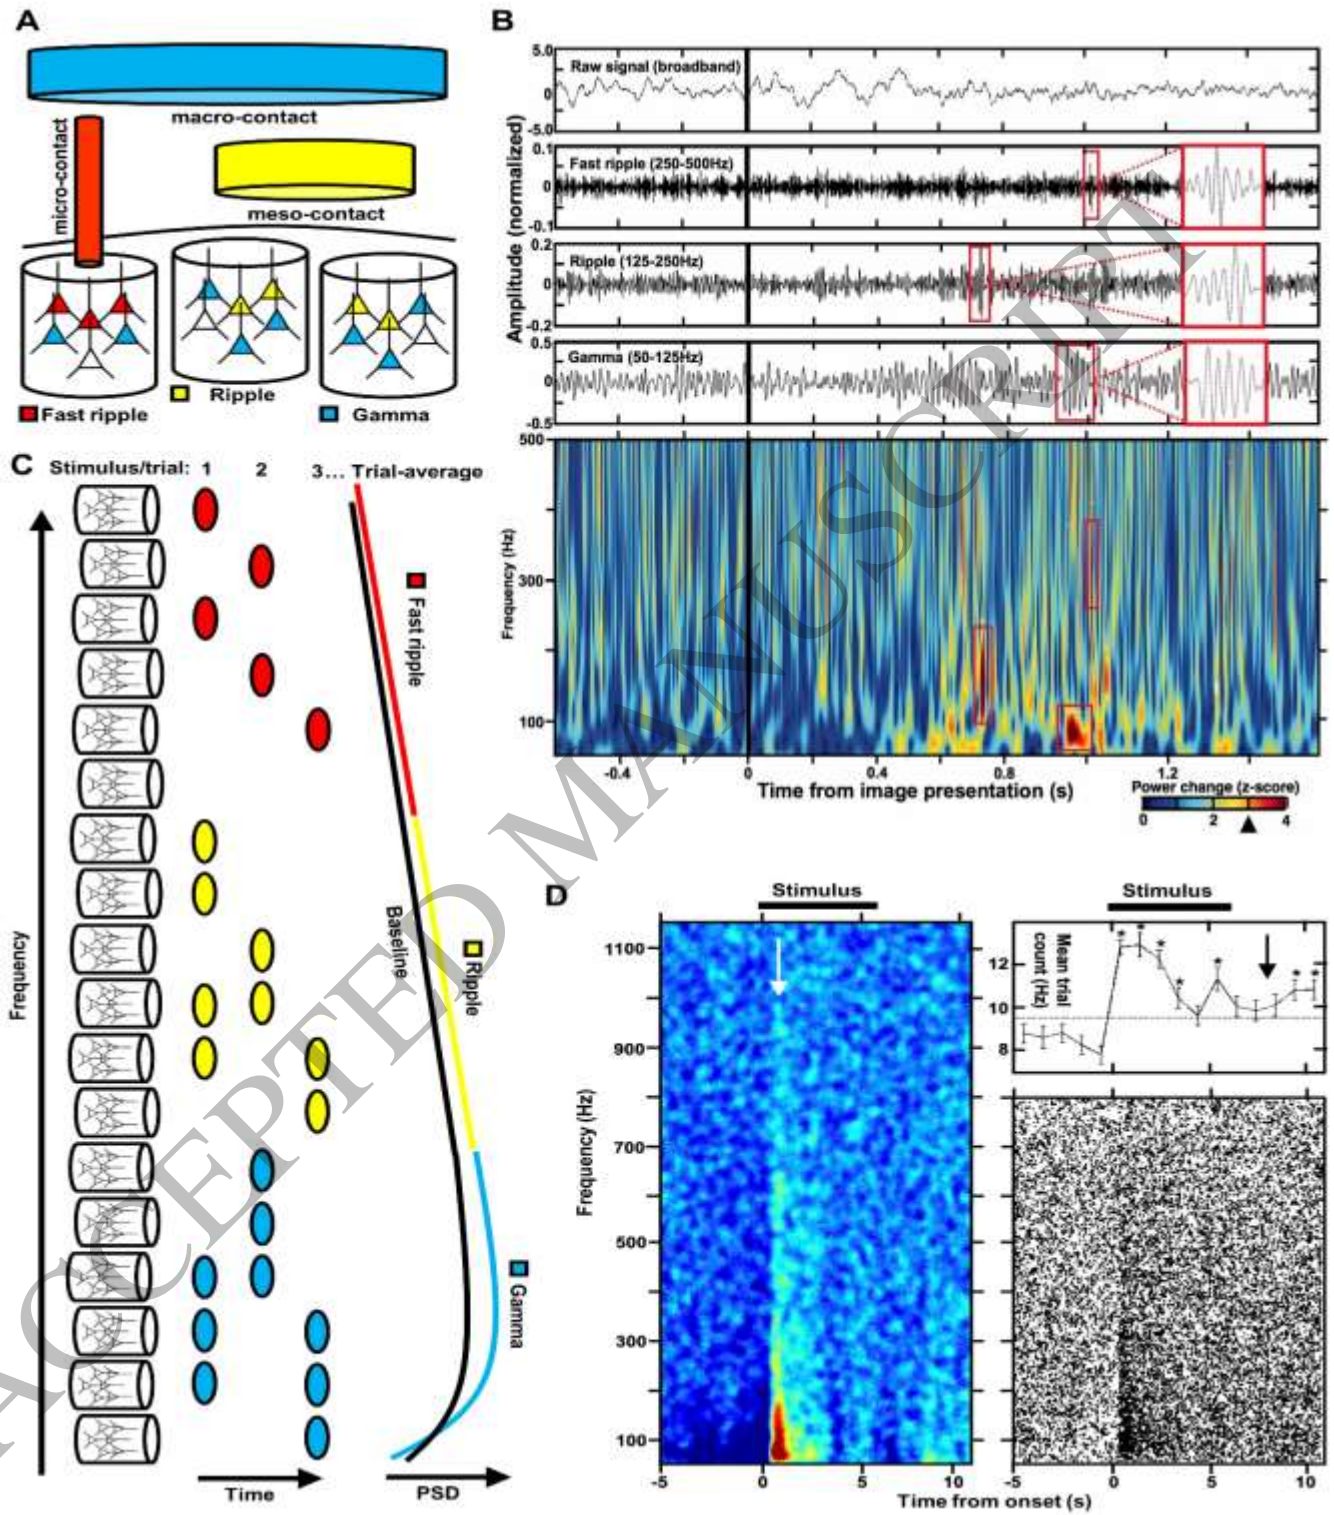 A
macro-contact
micro-contact
meso-contact
Fast ripple
Ripple
Gamma
B
Amplitude (normalized)
5.0
0
-5.0
Raw signal (broadband)
0.1
0
-0.1
Fast ripple (250-500Hz)
0.2
0
-0.2
Ripple (125-250Hz)
0.5
0
-0.5
Gamma (50-125Hz)
500
300
100
Frequency (Hz)
-0.4 0 0.4 0.8 1.2
Time from image presentation (s)
Power change (z-score)
0 2 4
C
Stimulus/trial: 1 2 3... Trial-average
Frequency
Fast ripple
Baseline
Ripple
Gamma
Time
PSD
D
Stimulus
1100
900
700
500
300
100
Frequency (Hz)
-5 0 5 10
Stimulus
12
10
8
Mean trial
count (Hz)
* * * * * * *
-5 0 5 10
Time from onset (s)
ACCEPTED MANUSCRIPT